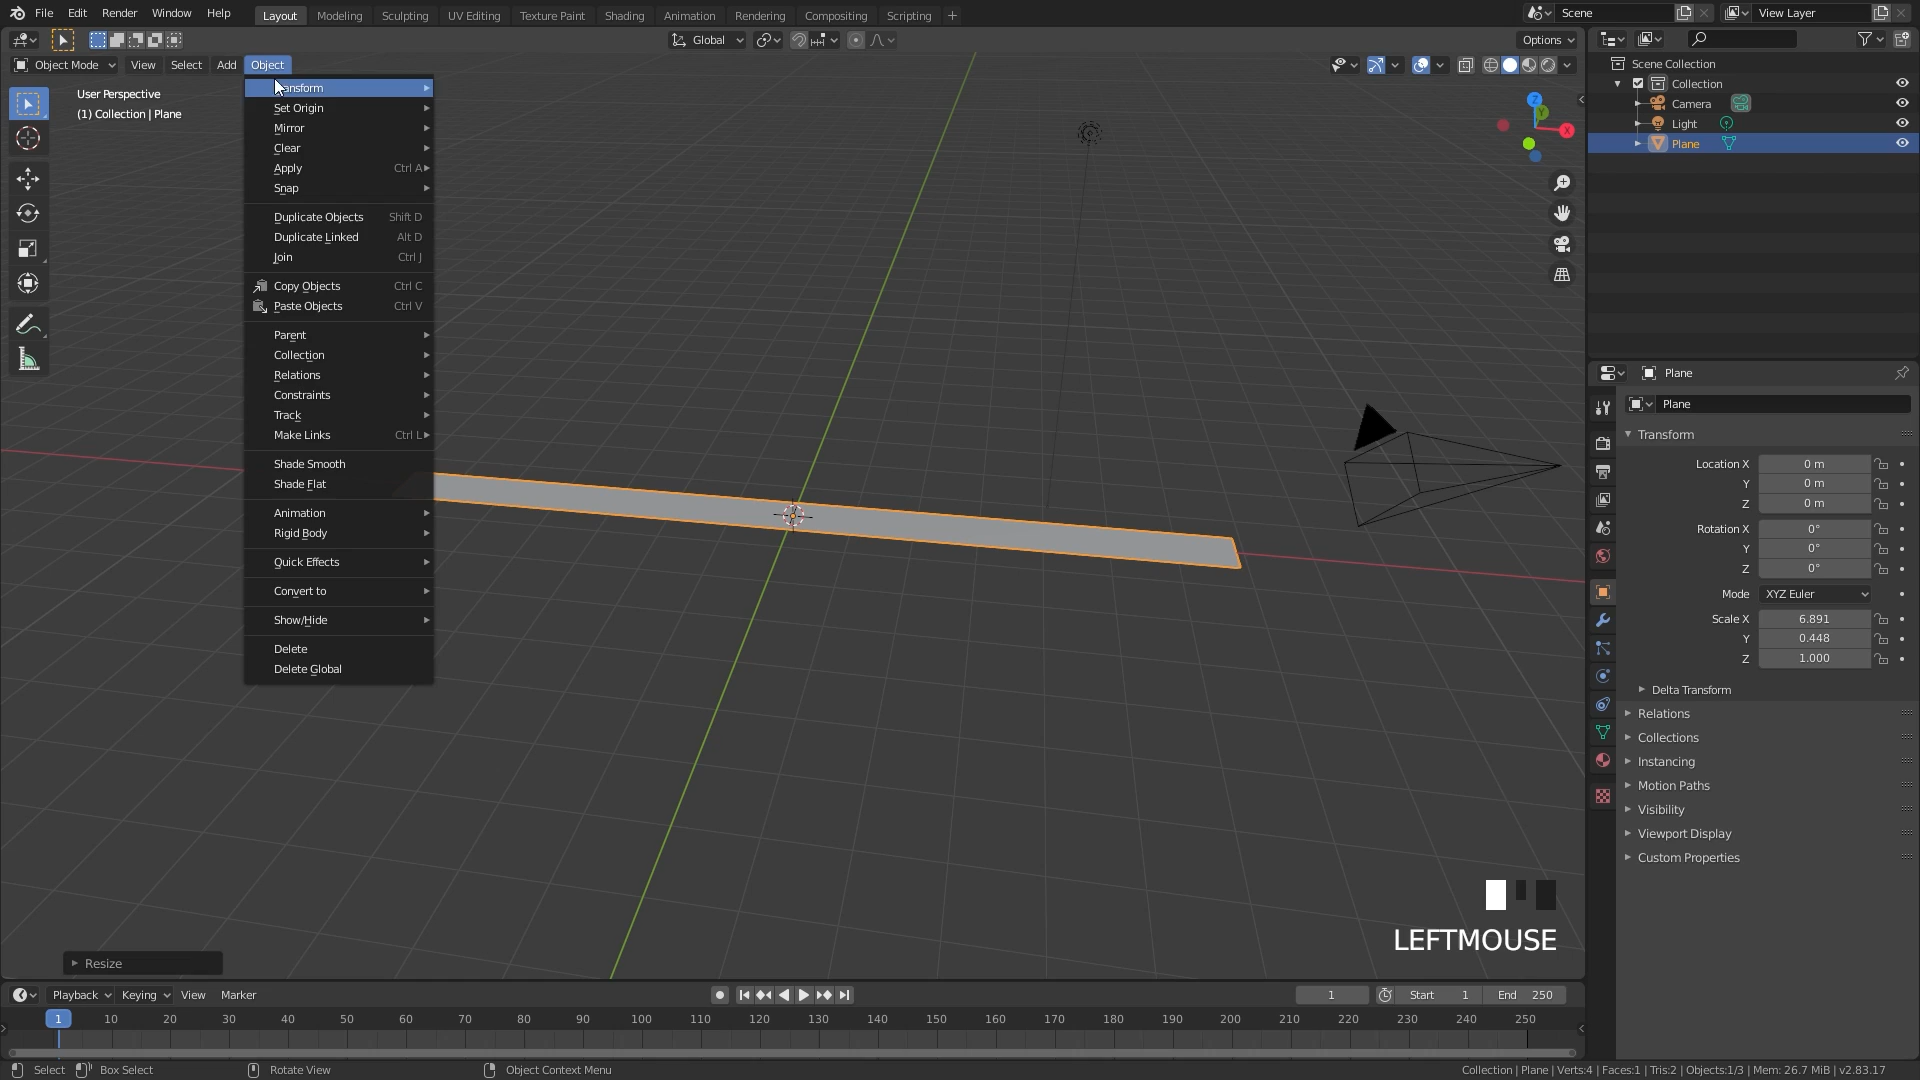 File Edit Render Window Help
Layout Modeling Sculpting UV Editing Texture Paint Shading Animation Rendering Compositing Scripting +
Scene View Layer
Global Options
Object Mode View Select Add Object
User Perspective
(1) Collection | Plane
Set Origin
Mirror
Clear
Apply Ctrl A
Snap
Duplicate Objects Shift D
Duplicate Linked Alt D
Join Ctrl J
Copy Objects Ctrl C
Paste Objects Ctrl V
Parent
Collection
Relations
Constraints
Track
Make Links Ctrl L
Shade Smooth
Shade Flat
Animation
Rigid Body
Quick Effects
Convert to
Show/Hide
Delete
Delete Global
Z
Y
X
Scene Collection
Collection
Camera
Light
Plane
Plane
Plane
Transform
Location X 0 m
Y 0 m
Z 0 m
Rotation X 0°
Y 0°
Z 0°
Mode XYZ Euler
Scale X 6.891
Y 0.448
Z 1.000
Delta Transform
Relations
Collections
Instancing
Motion Paths
Visibility
Viewport Display
Custom Properties
LEFTMOUSE
Resize
Playback Keying View Marker 1 Start 1 End 250
1 10 20 30 40 50 60 70 80 90 100 110 120 130 140 150 160 170 180 190 200 210 220 230 240 250
Select Box Select Rotate View Object Context Menu Collection | Plane | Verts:4 | Faces:1 | Tris:2 | Objects:1/3 | Mem: 26.7 MiB | v2.83.17